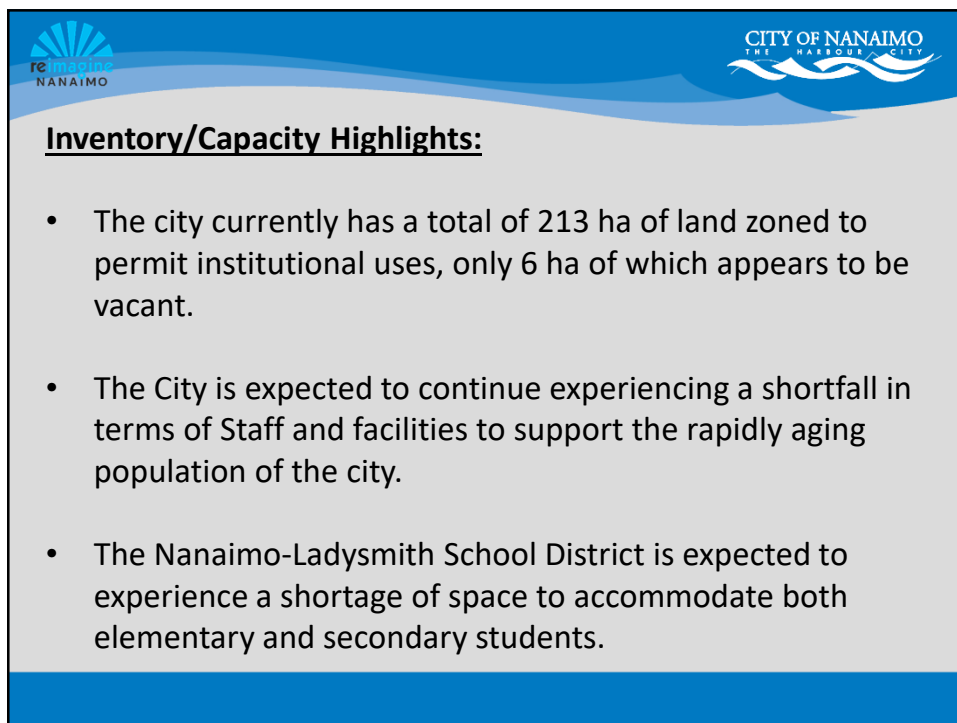 reimagine
NANAIMO
CITY OF NANAIMO
THE HARBOUR CITY
Inventory/Capacity Highlights:
• The city currently has a total of 213 ha of land zoned to
permit institutional uses, only 6 ha of which appears to be
vacant.
• The City is expected to continue experiencing a shortfall in
terms of Staff and facilities to support the rapidly aging
population of the city.
• The Nanaimo-Ladysmith School District is expected to
experience a shortage of space to accommodate both
elementary and secondary students.